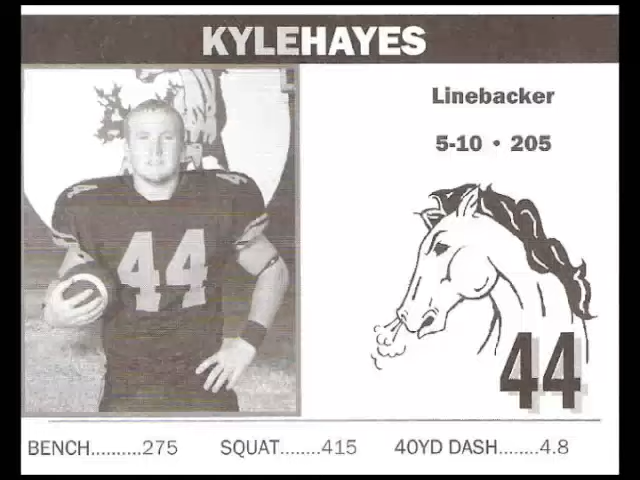 KYLEHAYES
Linebacker
5-10 • 205
44
44
BENCH..........275 SQUAT........415 40YD DASH........4.8